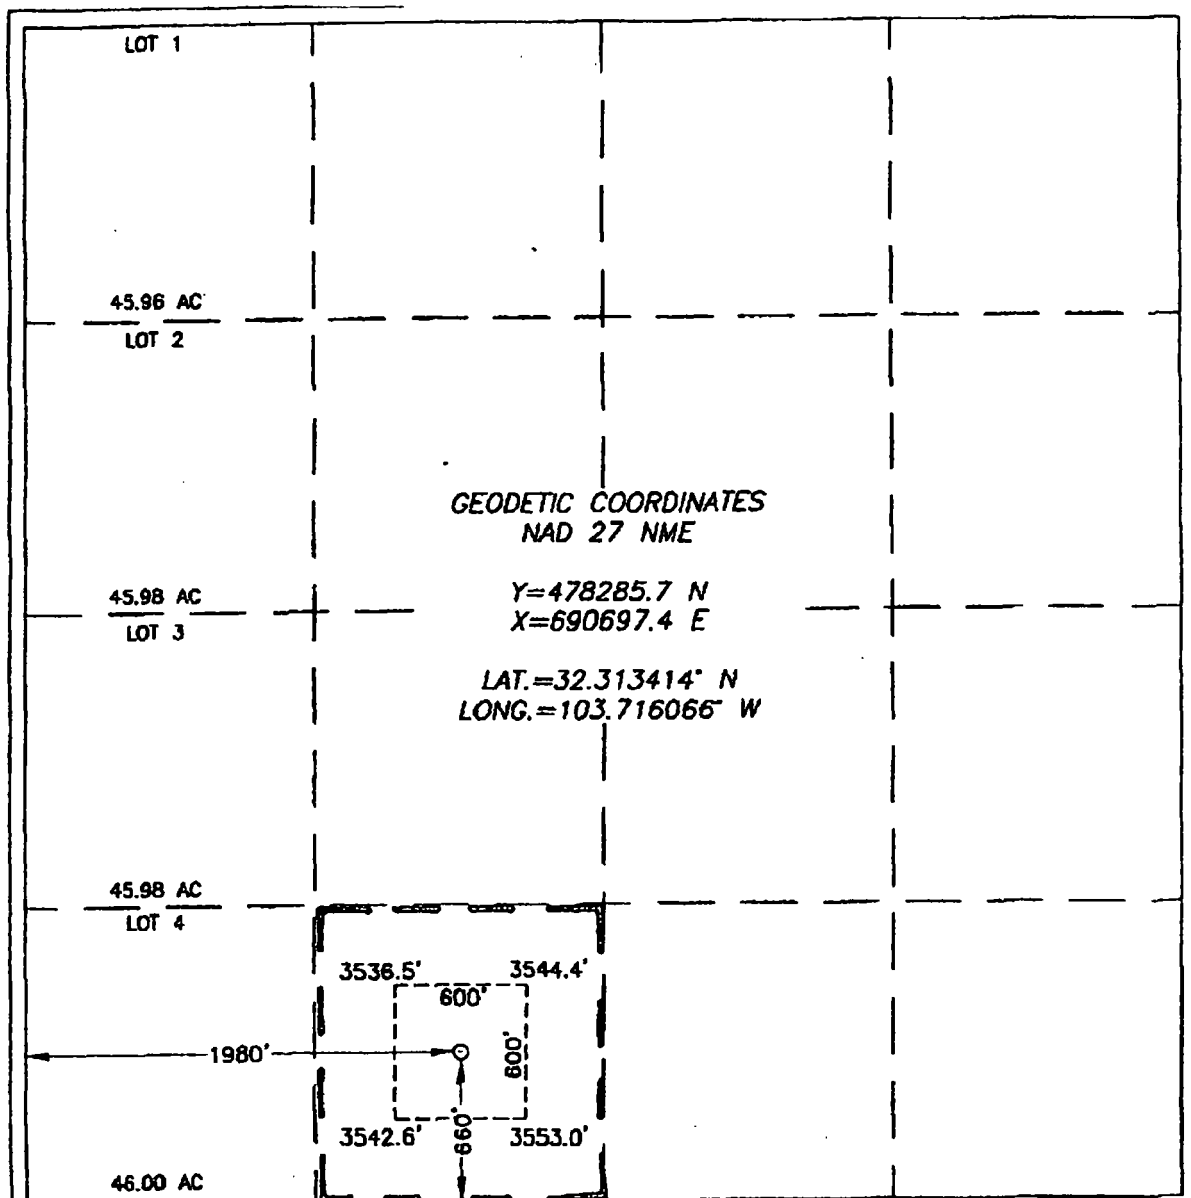 LOT 1
45.96 AC
LOT 2
GEODETIC COORDINATES
NAD 27 NME
Y=478285.7 N
X=690697.4 E
45.98 AC
LOT 3
LAT.=32.313414° N
LONG.=103.716066° W
45.98 AC
LOT 4
3536.5' 3544.4'
600'
600'
1980'
660'
3542.6' 3553.0'
46.00 AC